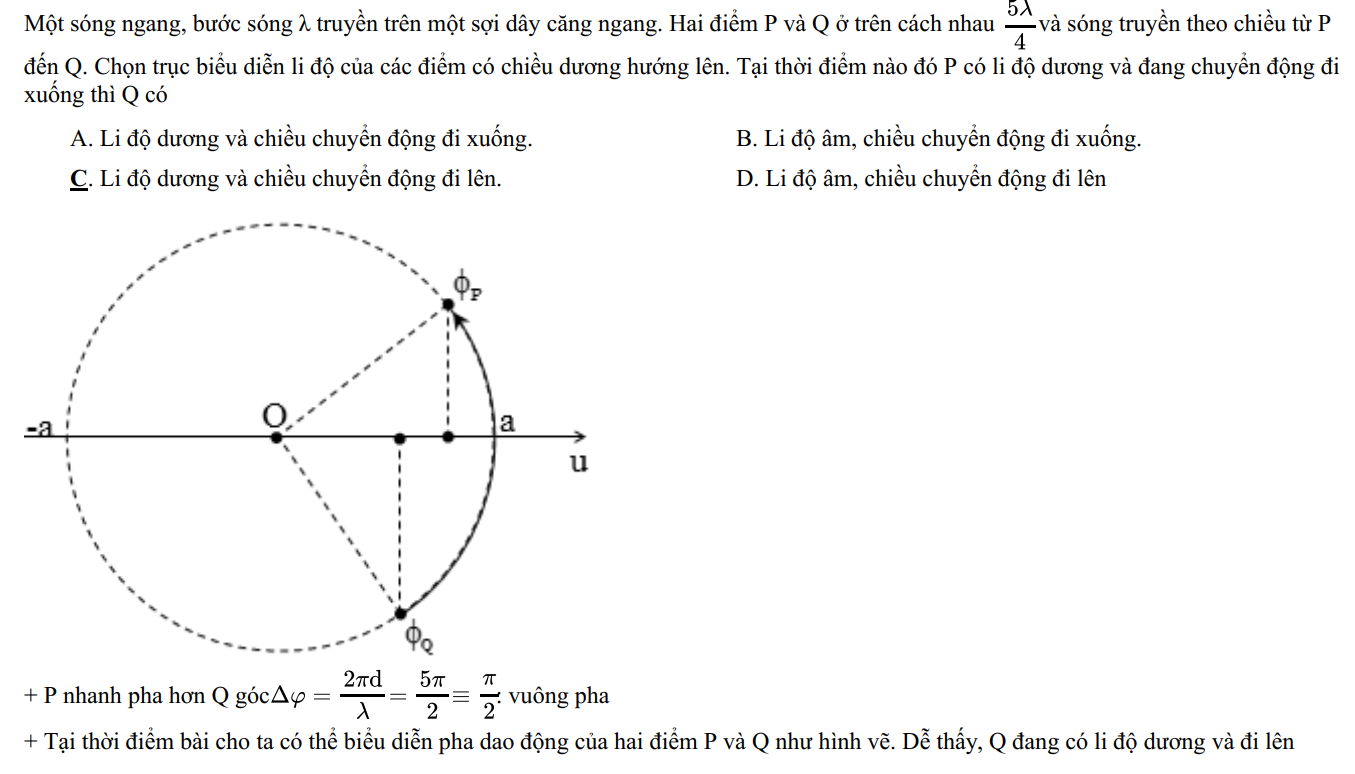 Một sóng ngang, bước sóng λ truyền trên một sợi dây căng ngang. Hai điểm P và Q ở trên cách nhau 5λ/4 và sóng truyền theo chiều từ P
đến Q. Chọn trục biểu diễn li độ của các điểm có chiều dương hướng lên. Tại thời điểm nào đó P có li độ dương và đang chuyển động đi
xuống thì Q có
A. Li độ dương và chiều chuyển động đi xuống. B. Li độ âm, chiều chuyển động đi xuống.
C. Li độ dương và chiều chuyển động đi lên. D. Li độ âm, chiều chuyển động đi lên
ϕP
O
-a a
u
ϕQ
+ P nhanh pha hơn Q gócΔφ = 2πd/λ = 5π/2 ≡ π/2: vuông pha
+ Tại thời điểm bài cho ta có thể biểu diễn pha dao động của hai điểm P và Q như hình vẽ. Dễ thấy, Q đang có li độ dương và đi lên